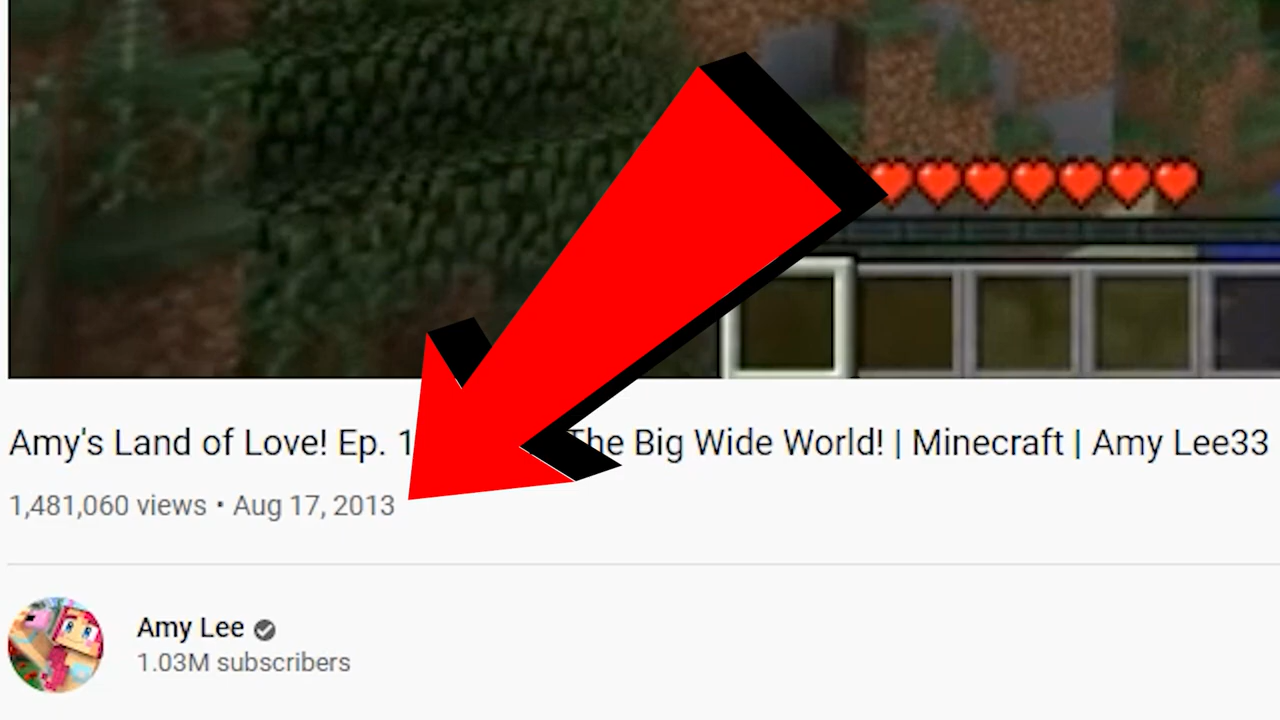 Amy's Land of Love! Ep. 1 The Big Wide World! | Minecraft | Amy Lee33
1,481,060 views • Aug 17, 2013
Amy Lee
1.03M subscribers